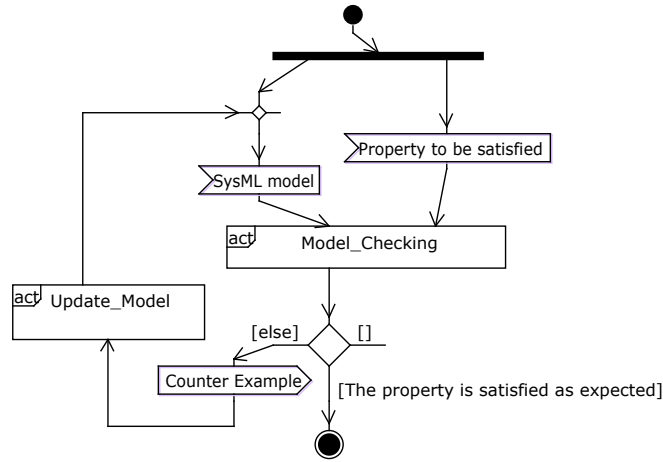 Property to be satisfied
SysML model
act
Model_Checking
act
Update_Model
[else]
[]
Counter Example
[The property is satisfied as expected]